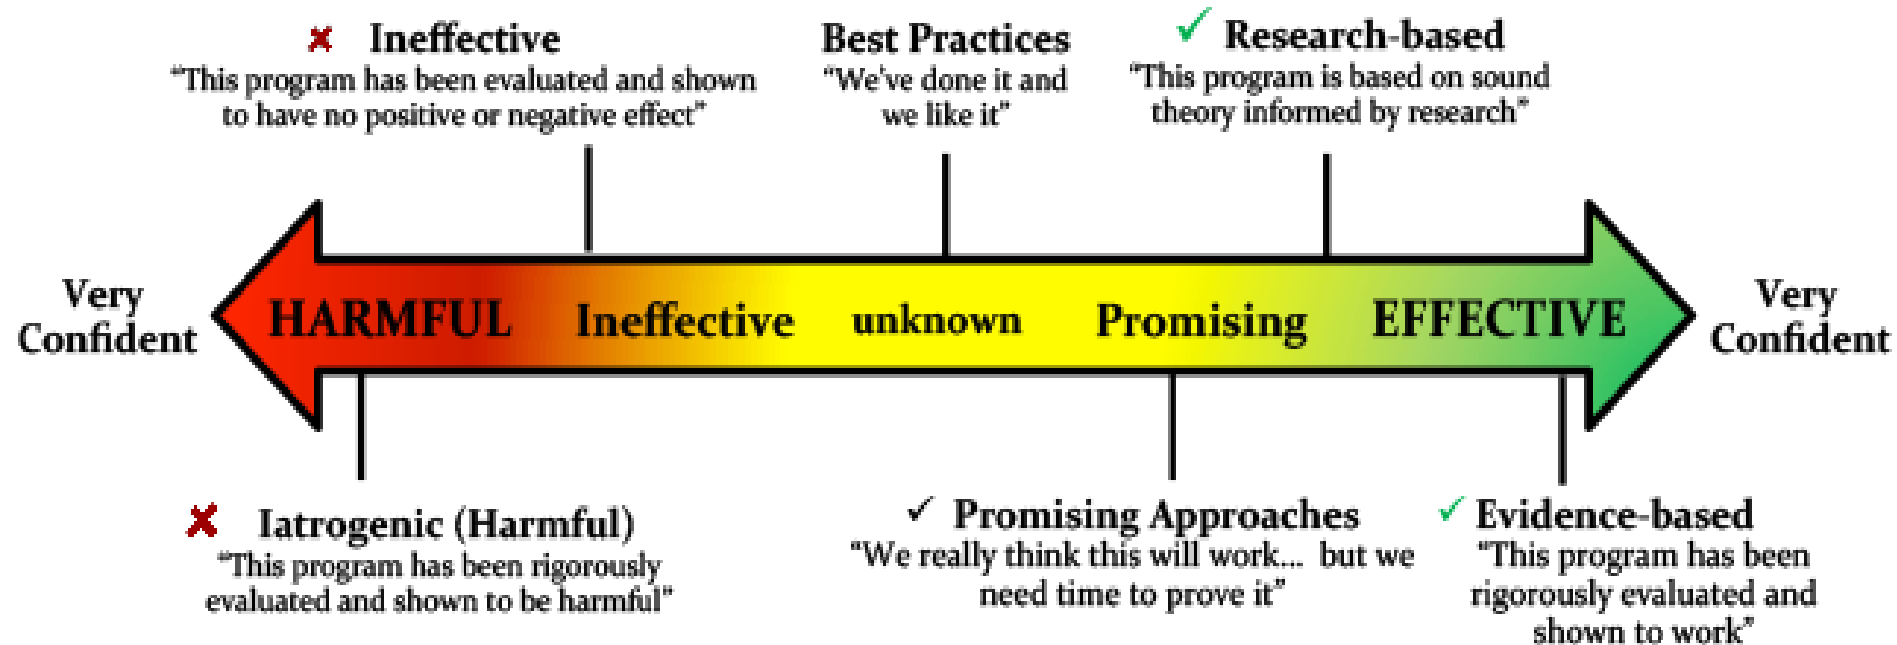 ✗ Ineffective
“This program has been evaluated and shown
to have no positive or negative effect”
Best Practices
“We’ve done it and
we like it”
✓ Research-based
“This program is based on sound
theory informed by research”
Very
Confident
HARMFUL Ineffective unknown Promising EFFECTIVE
Very
Confident
✗ Iatrogenic (Harmful)
“This program has been rigorously
evaluated and shown to be harmful”
✓ Promising Approaches
“We really think this will work... but we
need time to prove it”
✓ Evidence-based
“This program has been
rigorously evaluated and
shown to work”